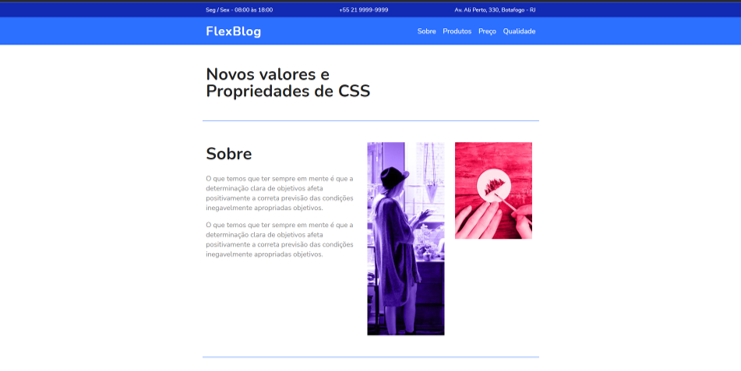 Seg / Sex - 08:00 às 18:00
+55 21 9999-9999
Av. Ali Perto, 330, Botafogo - RJ
FlexBlog
Sobre Produtos Preço Qualidade
Novos valores e
Propriedades de CSS
Sobre
O que temos que ter sempre em mente é que a
determinação clara de objetivos afeta
positivamente a correta previsão das condições
inegavelmente apropriadas objetivos.
O que temos que ter sempre em mente é que a
determinação clara de objetivos afeta
positivamente a correta previsão das condições
inegavelmente apropriadas objetivos.